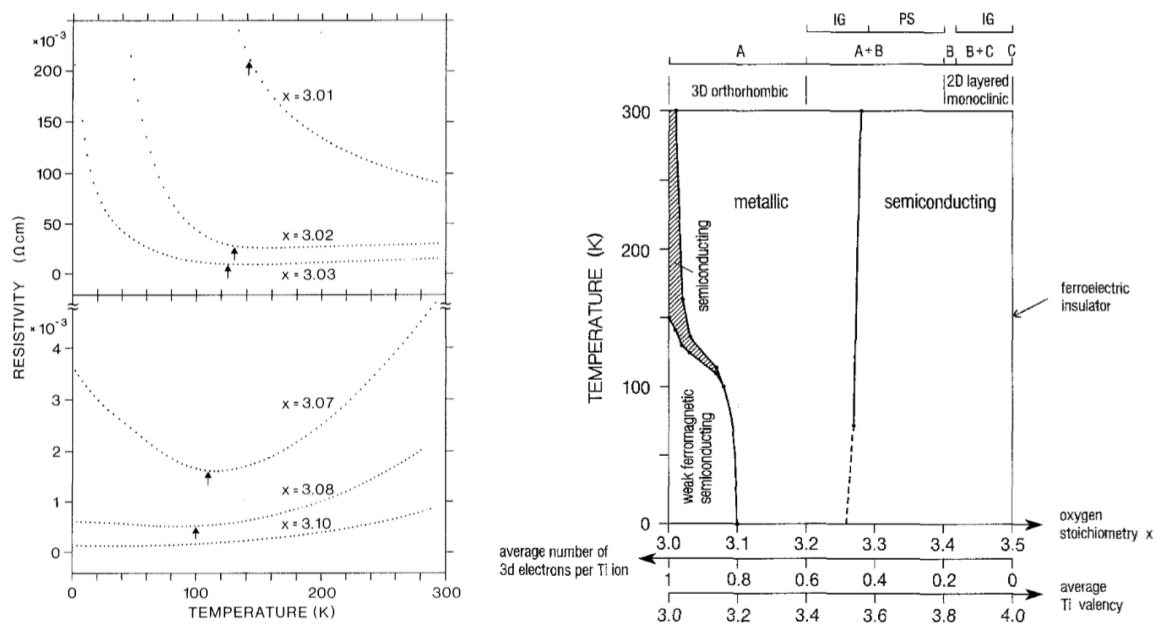 ×10⁻³
200
150
100
50
0
x = 3.01
x = 3.02
x = 3.03
RESISTIVITY (Ωcm)
×10⁻³
4
3
2
1
0
x = 3.07
x = 3.08
x = 3.10
0 100 200 300
TEMPERATURE (K)
IG PS IG
A A+B B B+C C
3D orthorhombic
2D layered
monoclinic
300
200
100
0
TEMPERATURE (K)
metallic
semiconducting
semiconducting
weak ferromagnetic
semiconducting
ferroelectric
insulator
3.0 3.1 3.2 3.3 3.4 3.5
oxygen
stoichiometry x
average number of
3d electrons per Ti ion
1 0.8 0.6 0.4 0.2 0
average
Ti valency
3.0 3.2 3.4 3.6 3.8 4.0